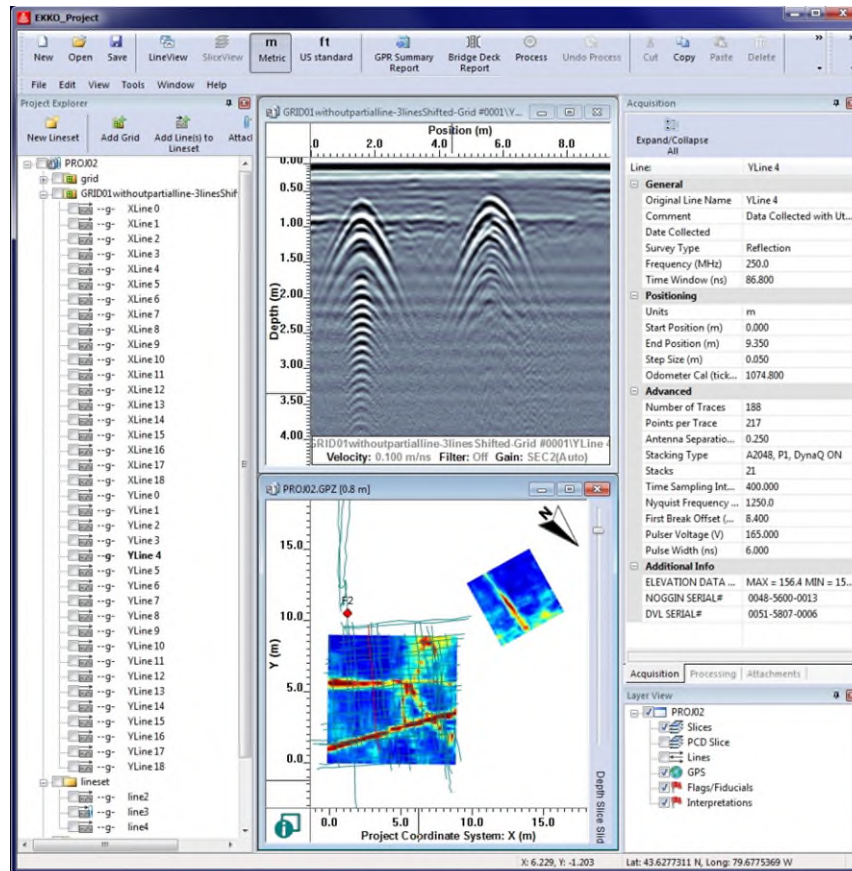 EKKO_Project
New Open Save LineView SliceView m Metric ft US standard GPR Summary Report Bridge Deck Report Process Undo Process Cut Copy Paste Delete
File Edit View Tools Window Help
Project Explorer
New Lineset Add Grid Add Line(s) to Lineset Attacl
PROJ02
grid
GRID01withoutpartialline-3linesShif
--g- XLine 0
--g- XLine 1
--g- XLine 2
--g- XLine 3
--g- XLine 4
--g- XLine 5
--g- XLine 6
--g- XLine 7
--g- XLine 8
--g- XLine 9
--g- XLine 10
--g- XLine 11
--g- XLine 12
--g- XLine 13
--g- XLine 14
--g- XLine 15
--g- XLine 16
--g- XLine 17
--g- XLine 18
--g- YLine 0
--g- YLine 1
--g- YLine 2
--g- YLine 3
--g- YLine 4
--g- YLine 5
--g- YLine 6
--g- YLine 7
--g- YLine 8
--g- YLine 9
--g- YLine 10
--g- YLine 11
--g- YLine 12
--g- YLine 13
--g- YLine 14
--g- YLine 15
--g- YLine 16
--g- YLine 17
--g- YLine 18
lineset
--g- line2
--g- line3
--g- line4
GRID01withoutpartialline-3linesShifted-Grid #0001\Y...
Position (m)
.0 2.0 4.0 6.0 8.0
0.00
0.50
1.00
1.50
2.00
2.50
3.00
3.50
4.00
Depth (m)
GRID01withoutpartialline-3lines Shifted-Grid #0001\YLine 4
Velocity: 0.100 m/ns Filter: Off Gain: SEC2(Auto)
PROJ02.GPZ [0.8 m]
N
F2
15.0
10.0
5.0
0.0
Y (m)
0.0 5.0 10.0 15.0
Project Coordinate System: X (m)
Depth Slice Slid
Acquisition
Expand/Collapse All
Line: YLine 4
General
Original Line Name YLine 4
Comment Data Collected with Ut...
Date Collected
Survey Type Reflection
Frequency (MHz) 250.0
Time Window (ns) 86.800
Positioning
Units m
Start Position (m) 0.000
End Position (m) 9.350
Step Size (m) 0.050
Odometer Cal (tick... 1074.800
Advanced
Number of Traces 188
Points per Trace 217
Antenna Separatio... 0.250
Stacking Type A2048, P1, DynaQ ON
Stacks 21
Time Sampling Int... 400.000
Nyquist Frequency ... 1250.0
First Break Offset (... 8.400
Pulser Voltage (V) 165.000
Pulse Width (ns) 6.000
Additional Info
ELEVATION DATA ... MAX = 156.4 MIN = 15...
NOGGIN SERIAL# 0048-5600-0013
DVL SERIAL# 0051-5807-0006
Acquisition Processing Attachments
Layer View
PROJ02
Slices
PCD Slice
Lines
GPS
Flags/Fiducials
Interpretations
X: 6.229, Y: -1.203 Lat: 43.6277311 N, Long: 79.6775369 W